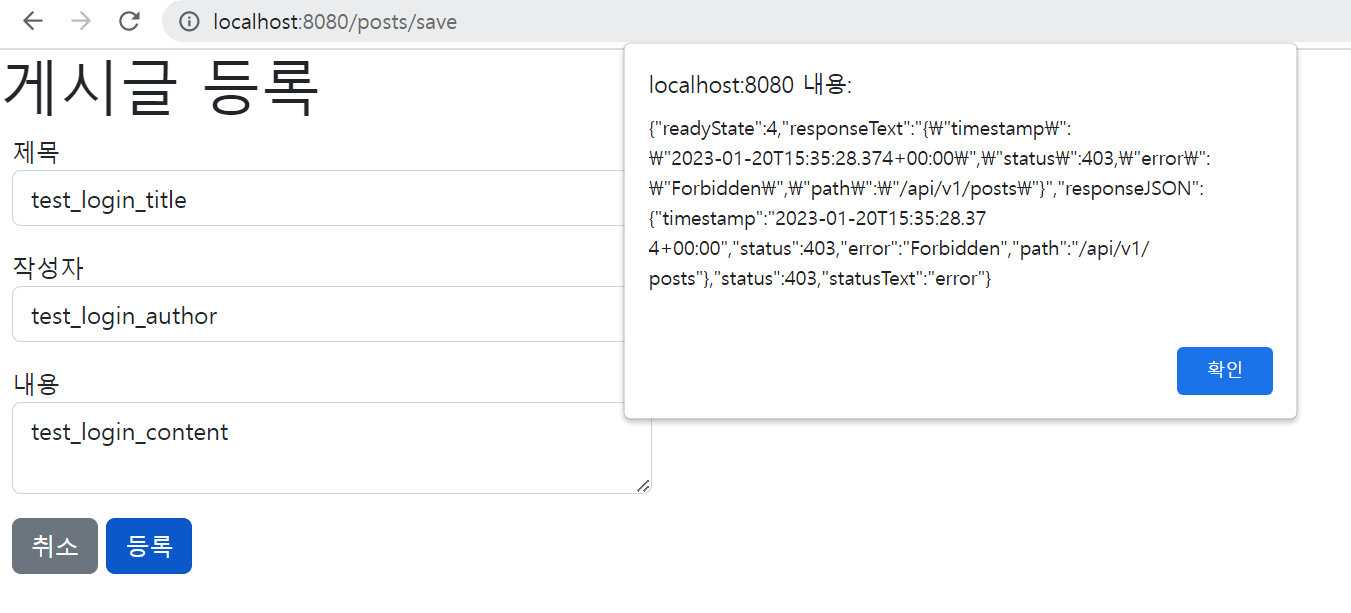 localhost:8080/posts/save
게시글 등록
제목
test_login_title
작성자
test_login_author
내용
test_login_content
취소 등록
localhost:8080 내용:
{"readyState":4,"responseText":"{₩"timestamp₩":
₩"2023-01-20T15:35:28.374+00:00₩",₩"status₩":403,₩"error₩":
₩"Forbidden₩",₩"path₩":₩"/api/v1/posts₩"}","responseJSON":
{"timestamp":"2023-01-20T15:35:28.37
4+00:00","status":403,"error":"Forbidden","path":"/api/v1/
posts"},"status":403,"statusText":"error"}
확인